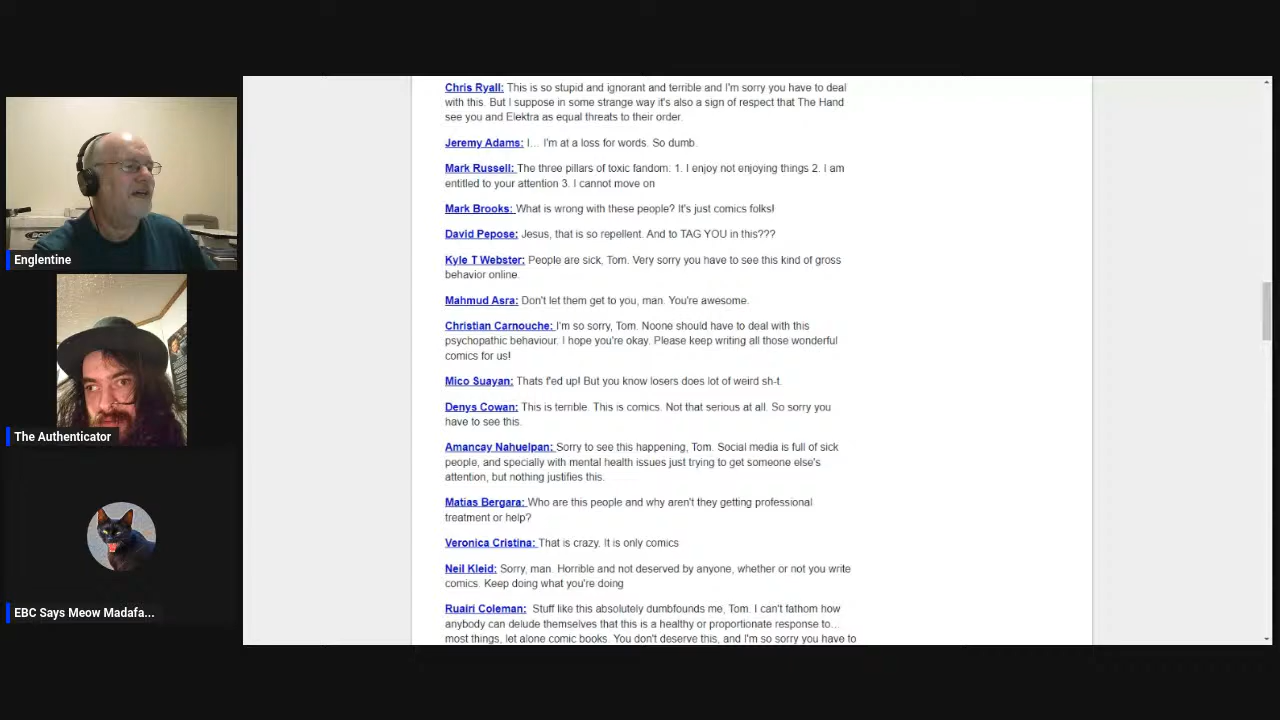 Chris Ryall: This is so stupid and ignorant and terrible and I'm sorry you have to deal
with this. But I suppose in some strange way it's also a sign of respect that The Hand
see you and Elektra as equal threats to their order.
Jeremy Adams: I… I'm at a loss for words. So dumb.
Mark Russell: The three pillars of toxic fandom: 1. I enjoy not enjoying things 2. I am
entitled to your attention 3. I cannot move on
Mark Brooks: What is wrong with these people? It's just comics folks!
David Pepose: Jesus, that is so repellent. And to TAG YOU in this???
Kyle T Webster: People are sick, Tom. Very sorry you have to see this kind of gross
behavior online.
Mahmud Asra: Don't let them get to you, man. You're awesome.
Christian Carnouche: I'm so sorry, Tom. Noone should have to deal with this
psychopathic behaviour. I hope you're okay. Please keep writing all those wonderful
comics for us!
Mico Suayan: Thats f'ed up! But you know losers does lot of weird sh-t.
Denys Cowan: This is terrible. This is comics. Not that serious at all. So sorry you
have to see this.
Amancay Nahuelpan: Sorry to see this happening, Tom. Social media is full of sick
people, and specially with mental health issues just trying to get someone else's
attention, but nothing justifies this.
Matias Bergara: Who are this people and why aren't they getting professional
treatment or help?
Veronica Cristina: That is crazy. It is only comics
Neil Kleid: Sorry, man. Horrible and not deserved by anyone, whether or not you write
comics. Keep doing what you're doing
Ruairi Coleman: Stuff like this absolutely dumbfounds me, Tom. I can't fathom how
anybody can delude themselves that this is a healthy or proportionate response to…
most things, let alone comic books. You don't deserve this, and I'm so sorry you have to
Englentine
The Authenticator
EBC Says Meow Madafa...